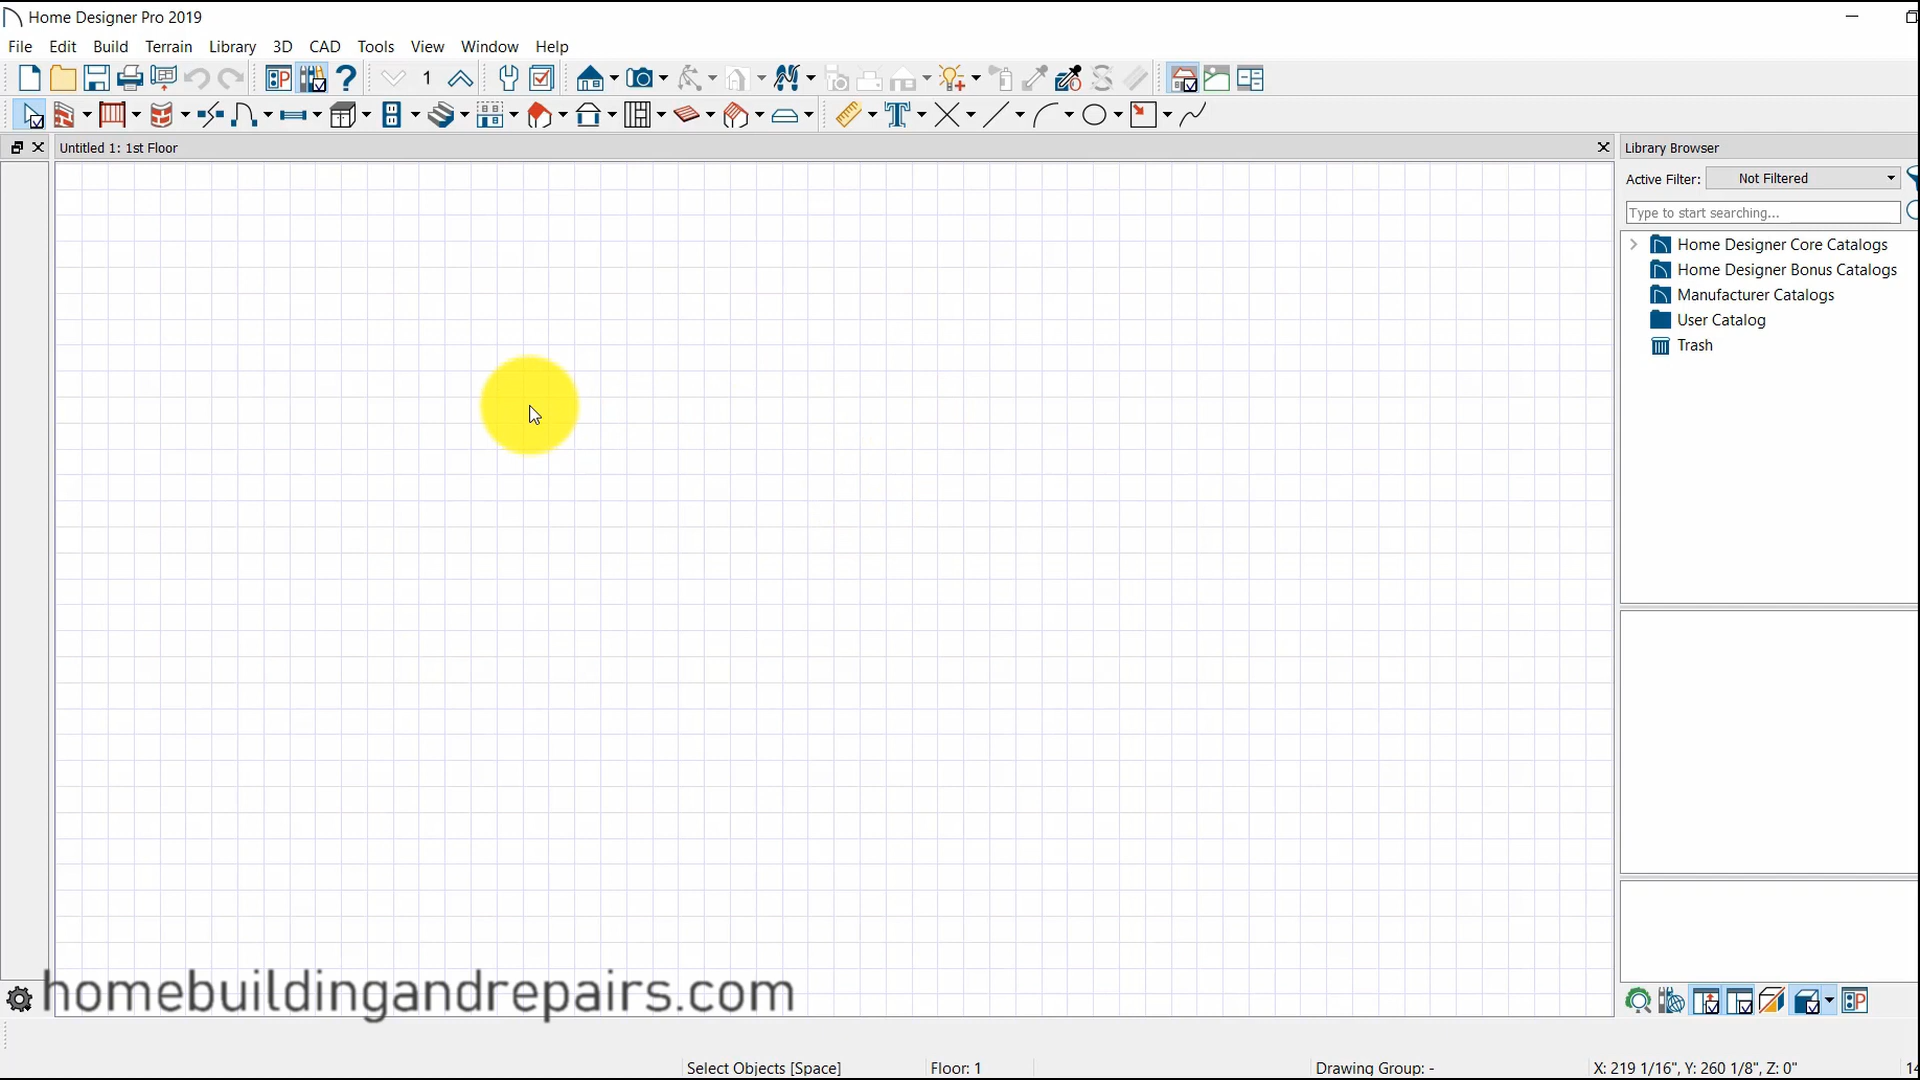 Home Designer Pro 2019
File Edit Build Terrain Library 3D CAD Tools View Window Help
1
Untitled 1: 1st Floor
Library Browser
Active Filter: Not Filtered
Type to start searching...
Home Designer Core Catalogs
Home Designer Bonus Catalogs
Manufacturer Catalogs
User Catalog
Trash
homebuildingandrepairs.com
Select Objects [Space] Floor: 1 Drawing Group: - X: 219 1/16", Y: 260 1/8", Z: 0"